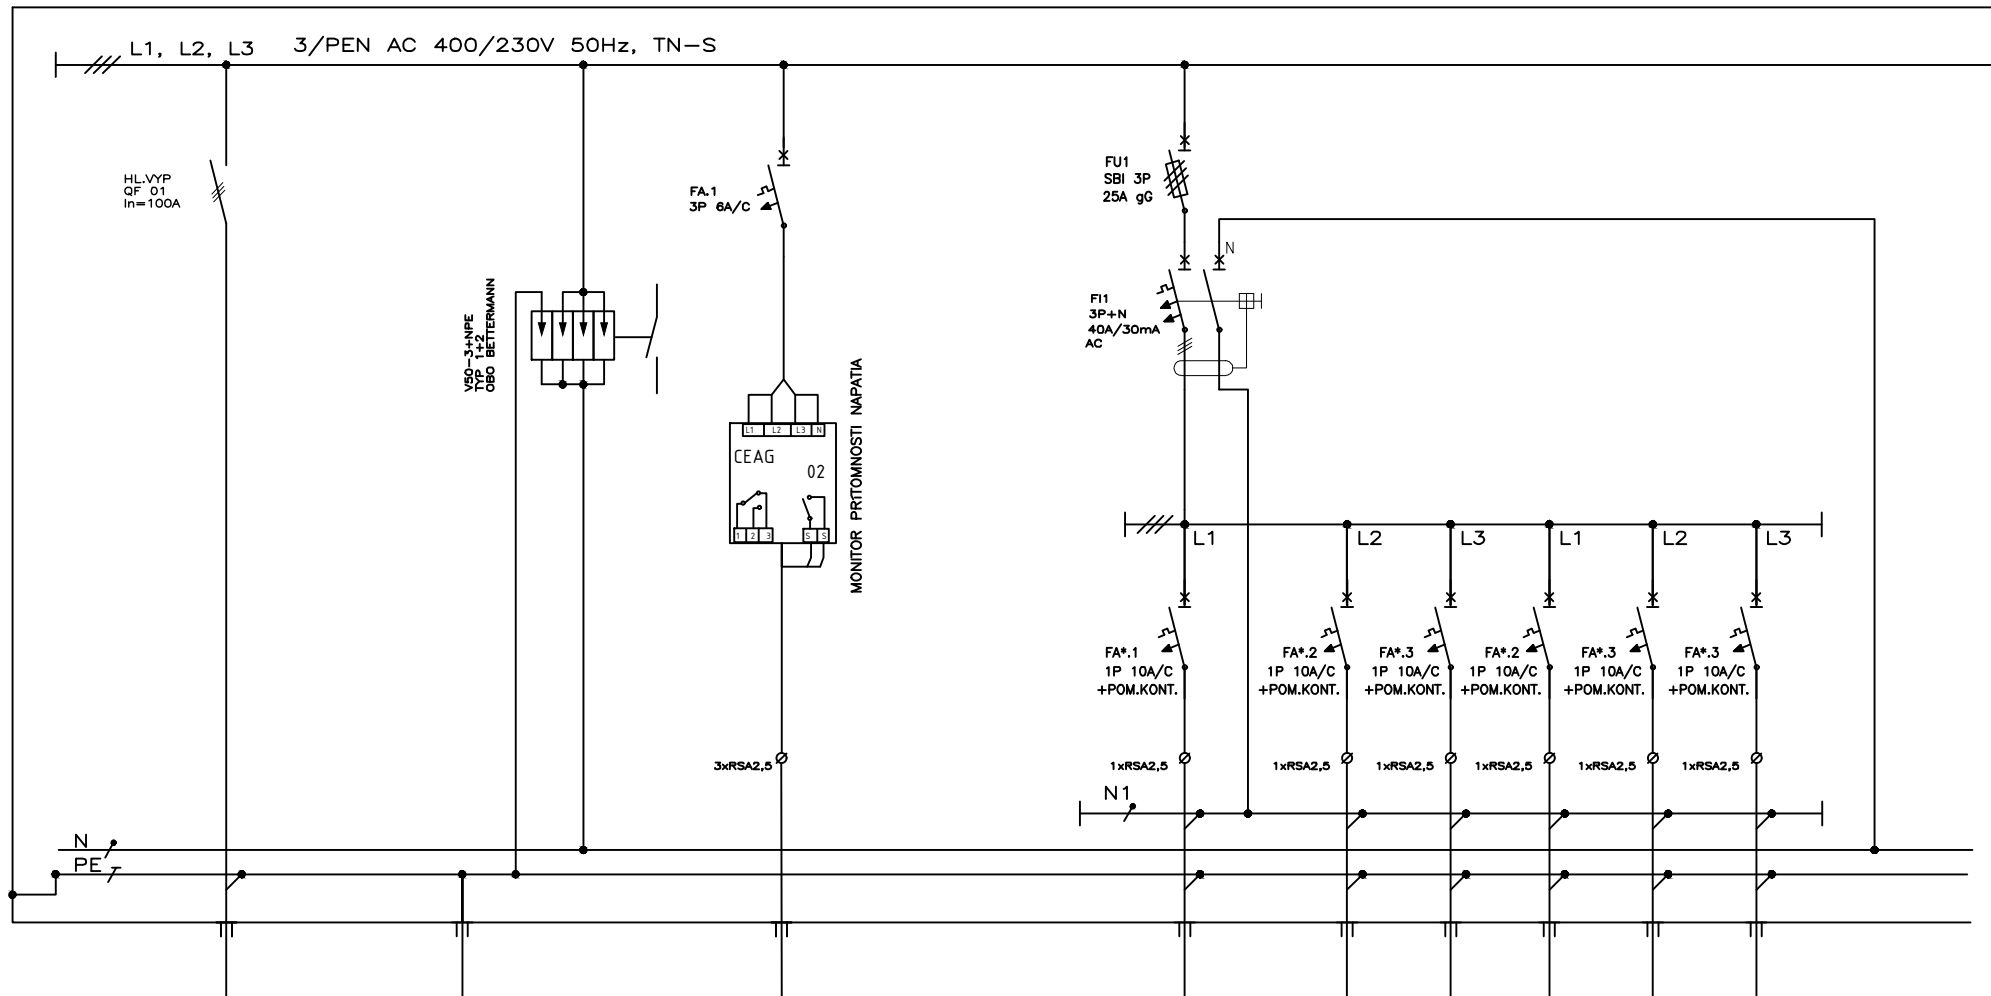 L1, L2, L3 3/PEN AC 400/230V 50Hz, TN-S
HL.VYP
QF 01
In=100A
V50-3+NPE
TYP 1+2
OBO BETTERMANN
FA.1
3P 6A/C
L1 L2 L3 N
CEAG
02
1 2 3 S S
MONITOR PRITOMNOSTI NAPATIA
3xRSA2,5
FU1
SBI 3P
25A gG
N
FI1
3P+N
40A/30mA
AC
L1 L2 L3 L1 L2 L3
FA*.1
1P 10A/C
+POM.KONT.
FA*.2
1P 10A/C
+POM.KONT.
FA*.3
1P 10A/C
+POM.KONT.
FA*.2
1P 10A/C
+POM.KONT.
FA*.3
1P 10A/C
+POM.KONT.
FA*.3
1P 10A/C
+POM.KONT.
1xRSA2,5 1xRSA2,5 1xRSA2,5 1xRSA2,5 1xRSA2,5 1xRSA2,5
N1
N
PE